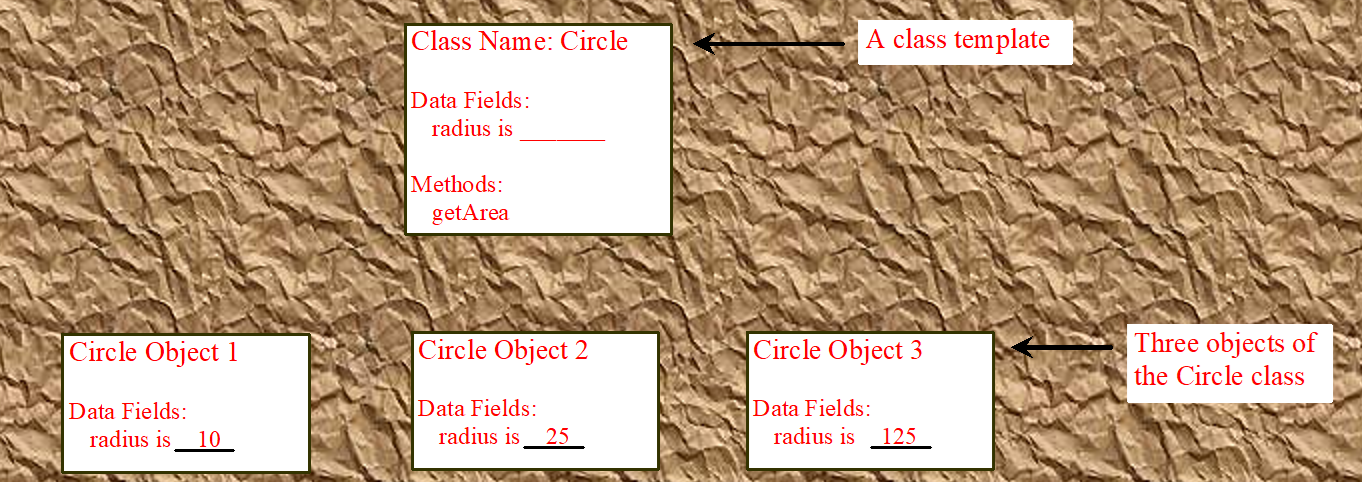 Class Name: Circle
A class template
Data Fields:
radius is _______
Methods:
getArea
Circle Object 1
Data Fields:
radius is 10
Circle Object 2
Data Fields:
radius is 25
Circle Object 3
Data Fields:
radius is 125
Three objects of
the Circle class